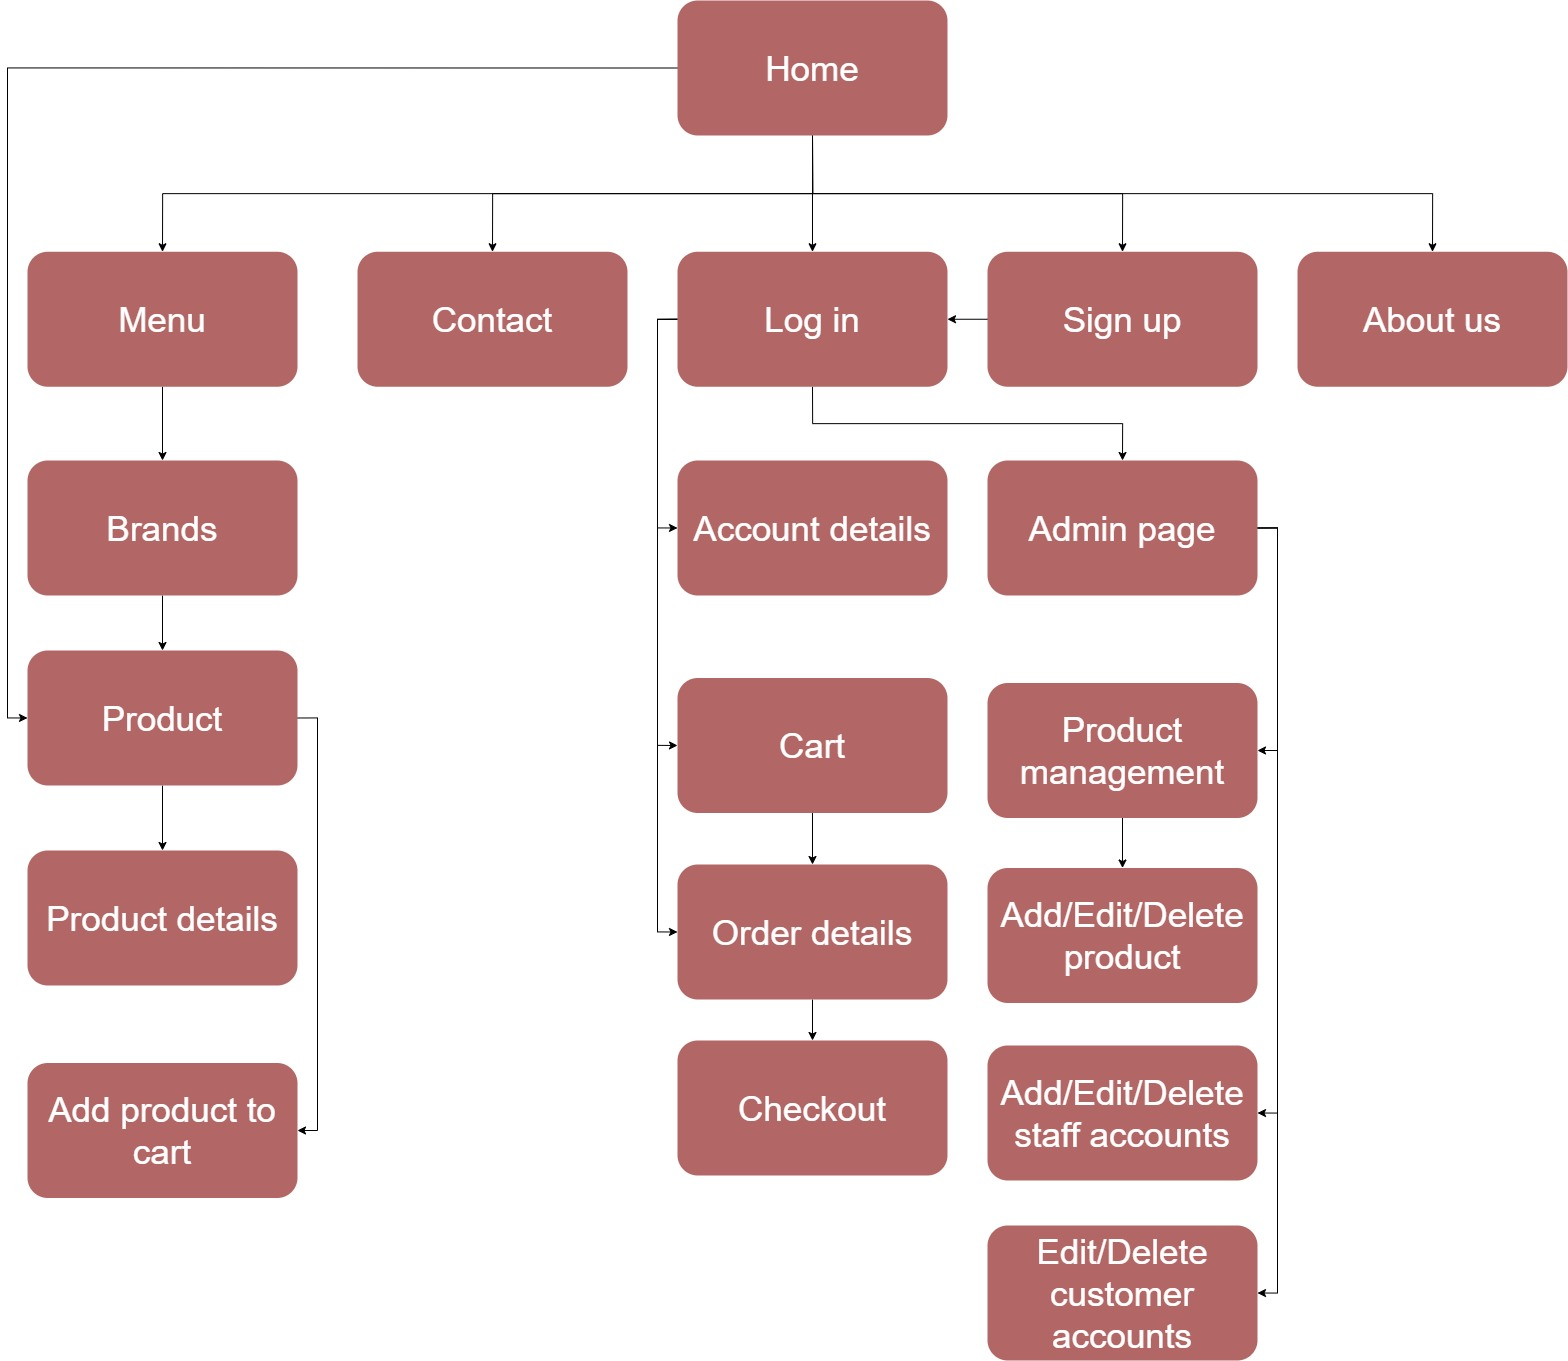 Home
Menu
Contact
Log in
Sign up
About us
Brands
Account details
Admin page
Product
Cart
Product
management
Product details
Order details
Add/Edit/Delete
product
Add product to
cart
Checkout
Add/Edit/Delete
staff accounts
Edit/Delete
customer
accounts